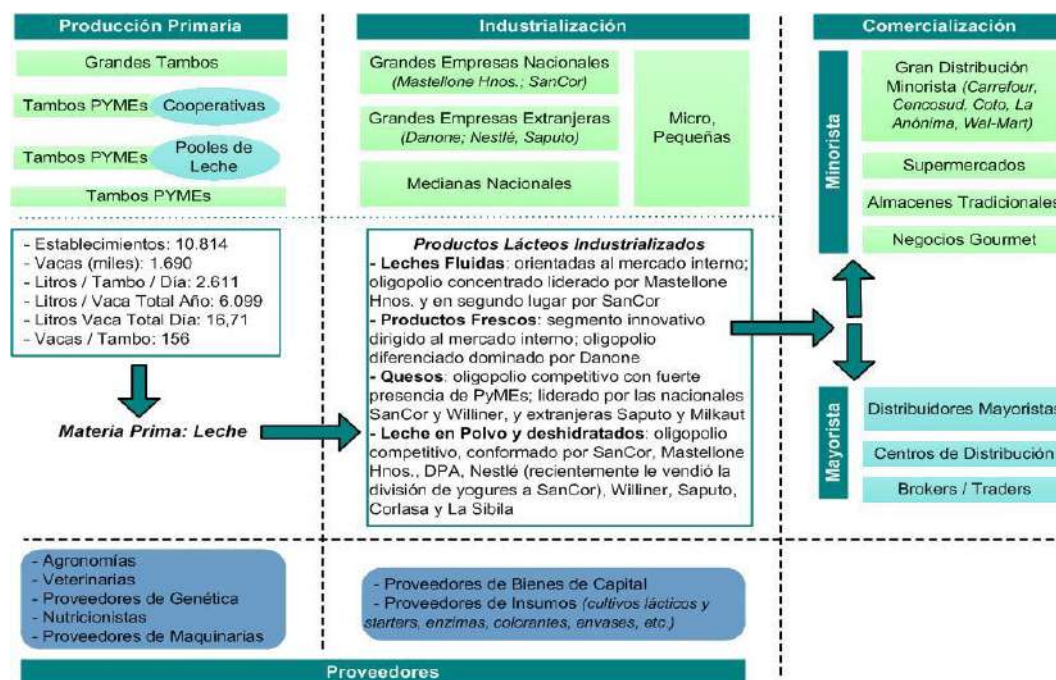 Producción Primaria
Grandes Tambos
Tambos PYMEs
Cooperativas
Tambos PYMEs
Pooles de
Leche
Tambos PYMEs
- Establecimientos: 10.814
- Vacas (miles): 1.690
- Litros / Tambo / Día: 2.611
- Litros / Vaca Total Año: 6.099
- Litros Vaca Total Día: 16,71
- Vacas / Tambo: 156
Materia Prima: Leche
Industrialización
Grandes Empresas Nacionales
(Mastellone Hnos.; SanCor)
Grandes Empresas Extranjeras
(Danone; Nestlé, Saputo)
Medianas Nacionales
Micro,
Pequeñas
Productos Lácteos Industrializados
- Leches Fluidas: orientadas al mercado interno;
oligopolio concentrado liderado por Mastellone
Hnos. y en segundo lugar por SanCor
- Productos Frescos: segmento innovativo
dirigido al mercado interno; oligopolio
diferenciado dominado por Danone
- Quesos: oligopolio competitivo con fuerte
presencia de PyMEs; liderado por las nacionales
SanCor y Williner, y extranjeras Saputo y Milkaut
- Leche en Polvo y deshidratados: oligopolio
competitivo, conformado por SanCor, Mastellone
Hnos., DPA, Nestlé (recientemente le vendió la
división de yogures a SanCor), Williner, Saputo,
Corlasa y La Sibila
Comercialización
Minorista
Gran Distribución
Minorista (Carrefour,
Cencosud, Coto, La
Anónima, Wal-Mart)
Supermercados
Almacenes Tradicionales
Negocios Gourmet
Mayorista
Distribuidores Mayoristas
Centros de Distribución
Brokers / Traders
- Agronomías
- Veterinarias
- Proveedores de Genética
- Nutricionistas
- Proveedores de Maquinarias
- Proveedores de Bienes de Capital
- Proveedores de Insumos (cultivos lácticos y
starters, enzimas, colorantes, envases, etc.)
Proveedores